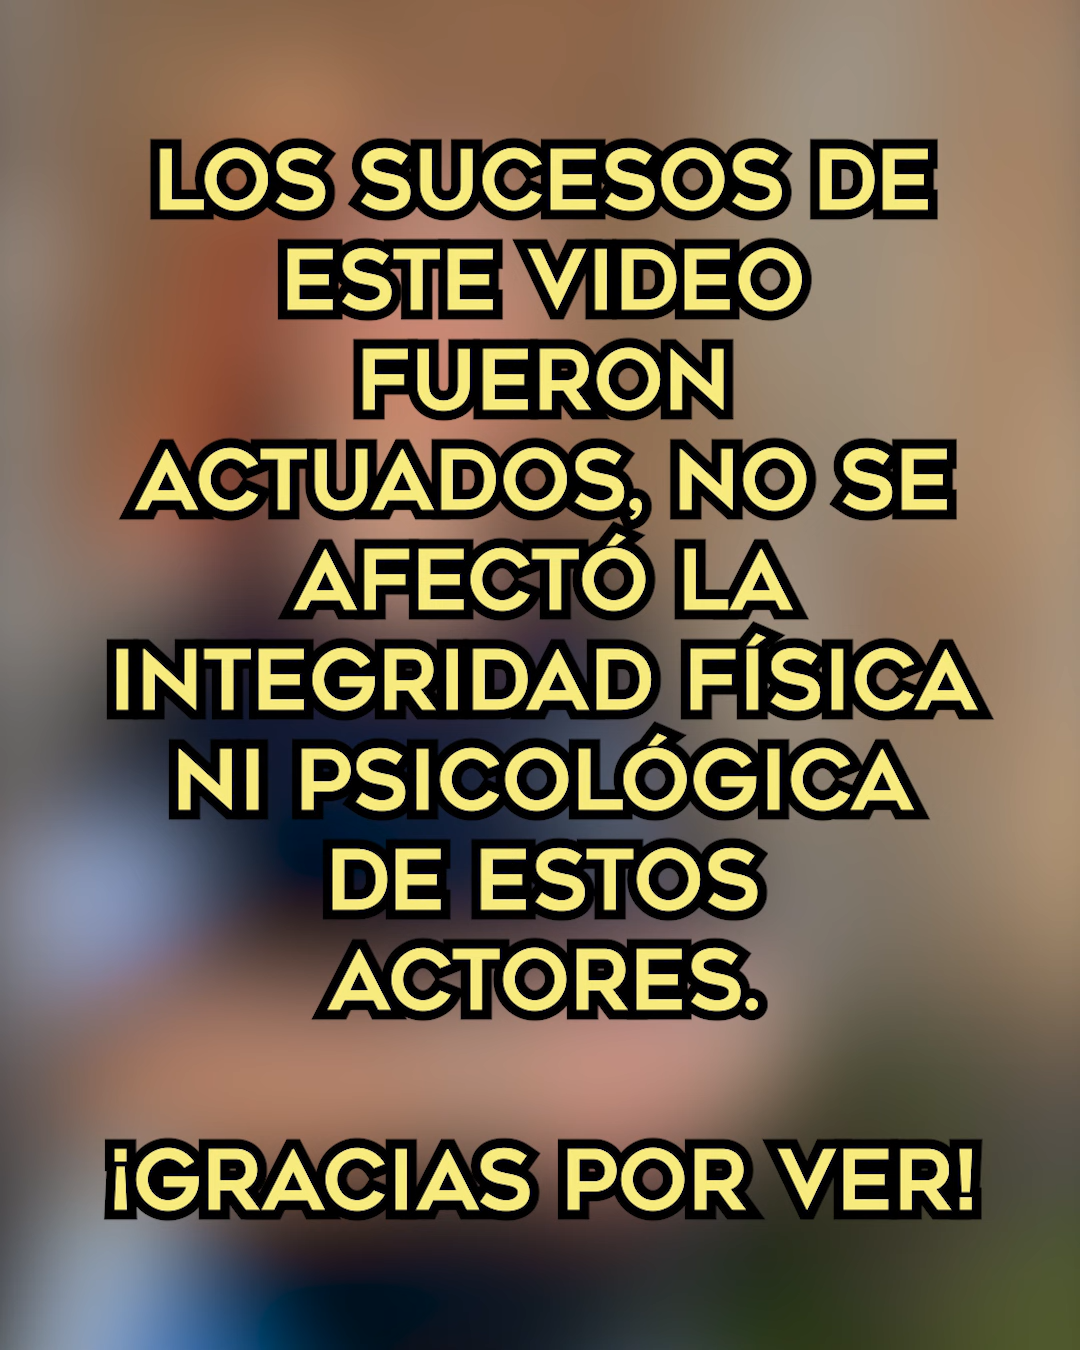 LOS SUCESOS DE
ESTE VIDEO
FUERON
ACTUADOS, NO SE
AFECTÓ LA
INTEGRIDAD FÍSICA
NI PSICOLÓGICA
DE ESTOS
ACTORES.
¡GRACIAS POR VER!